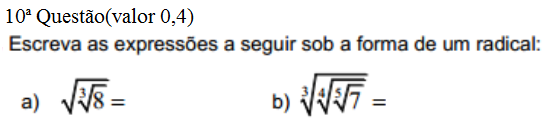 10ª Questão(valor 0,4)
Escreva as expressões a seguir sob a forma de um radical:
a) √∛8 = b) ∛∜⁵√7 =